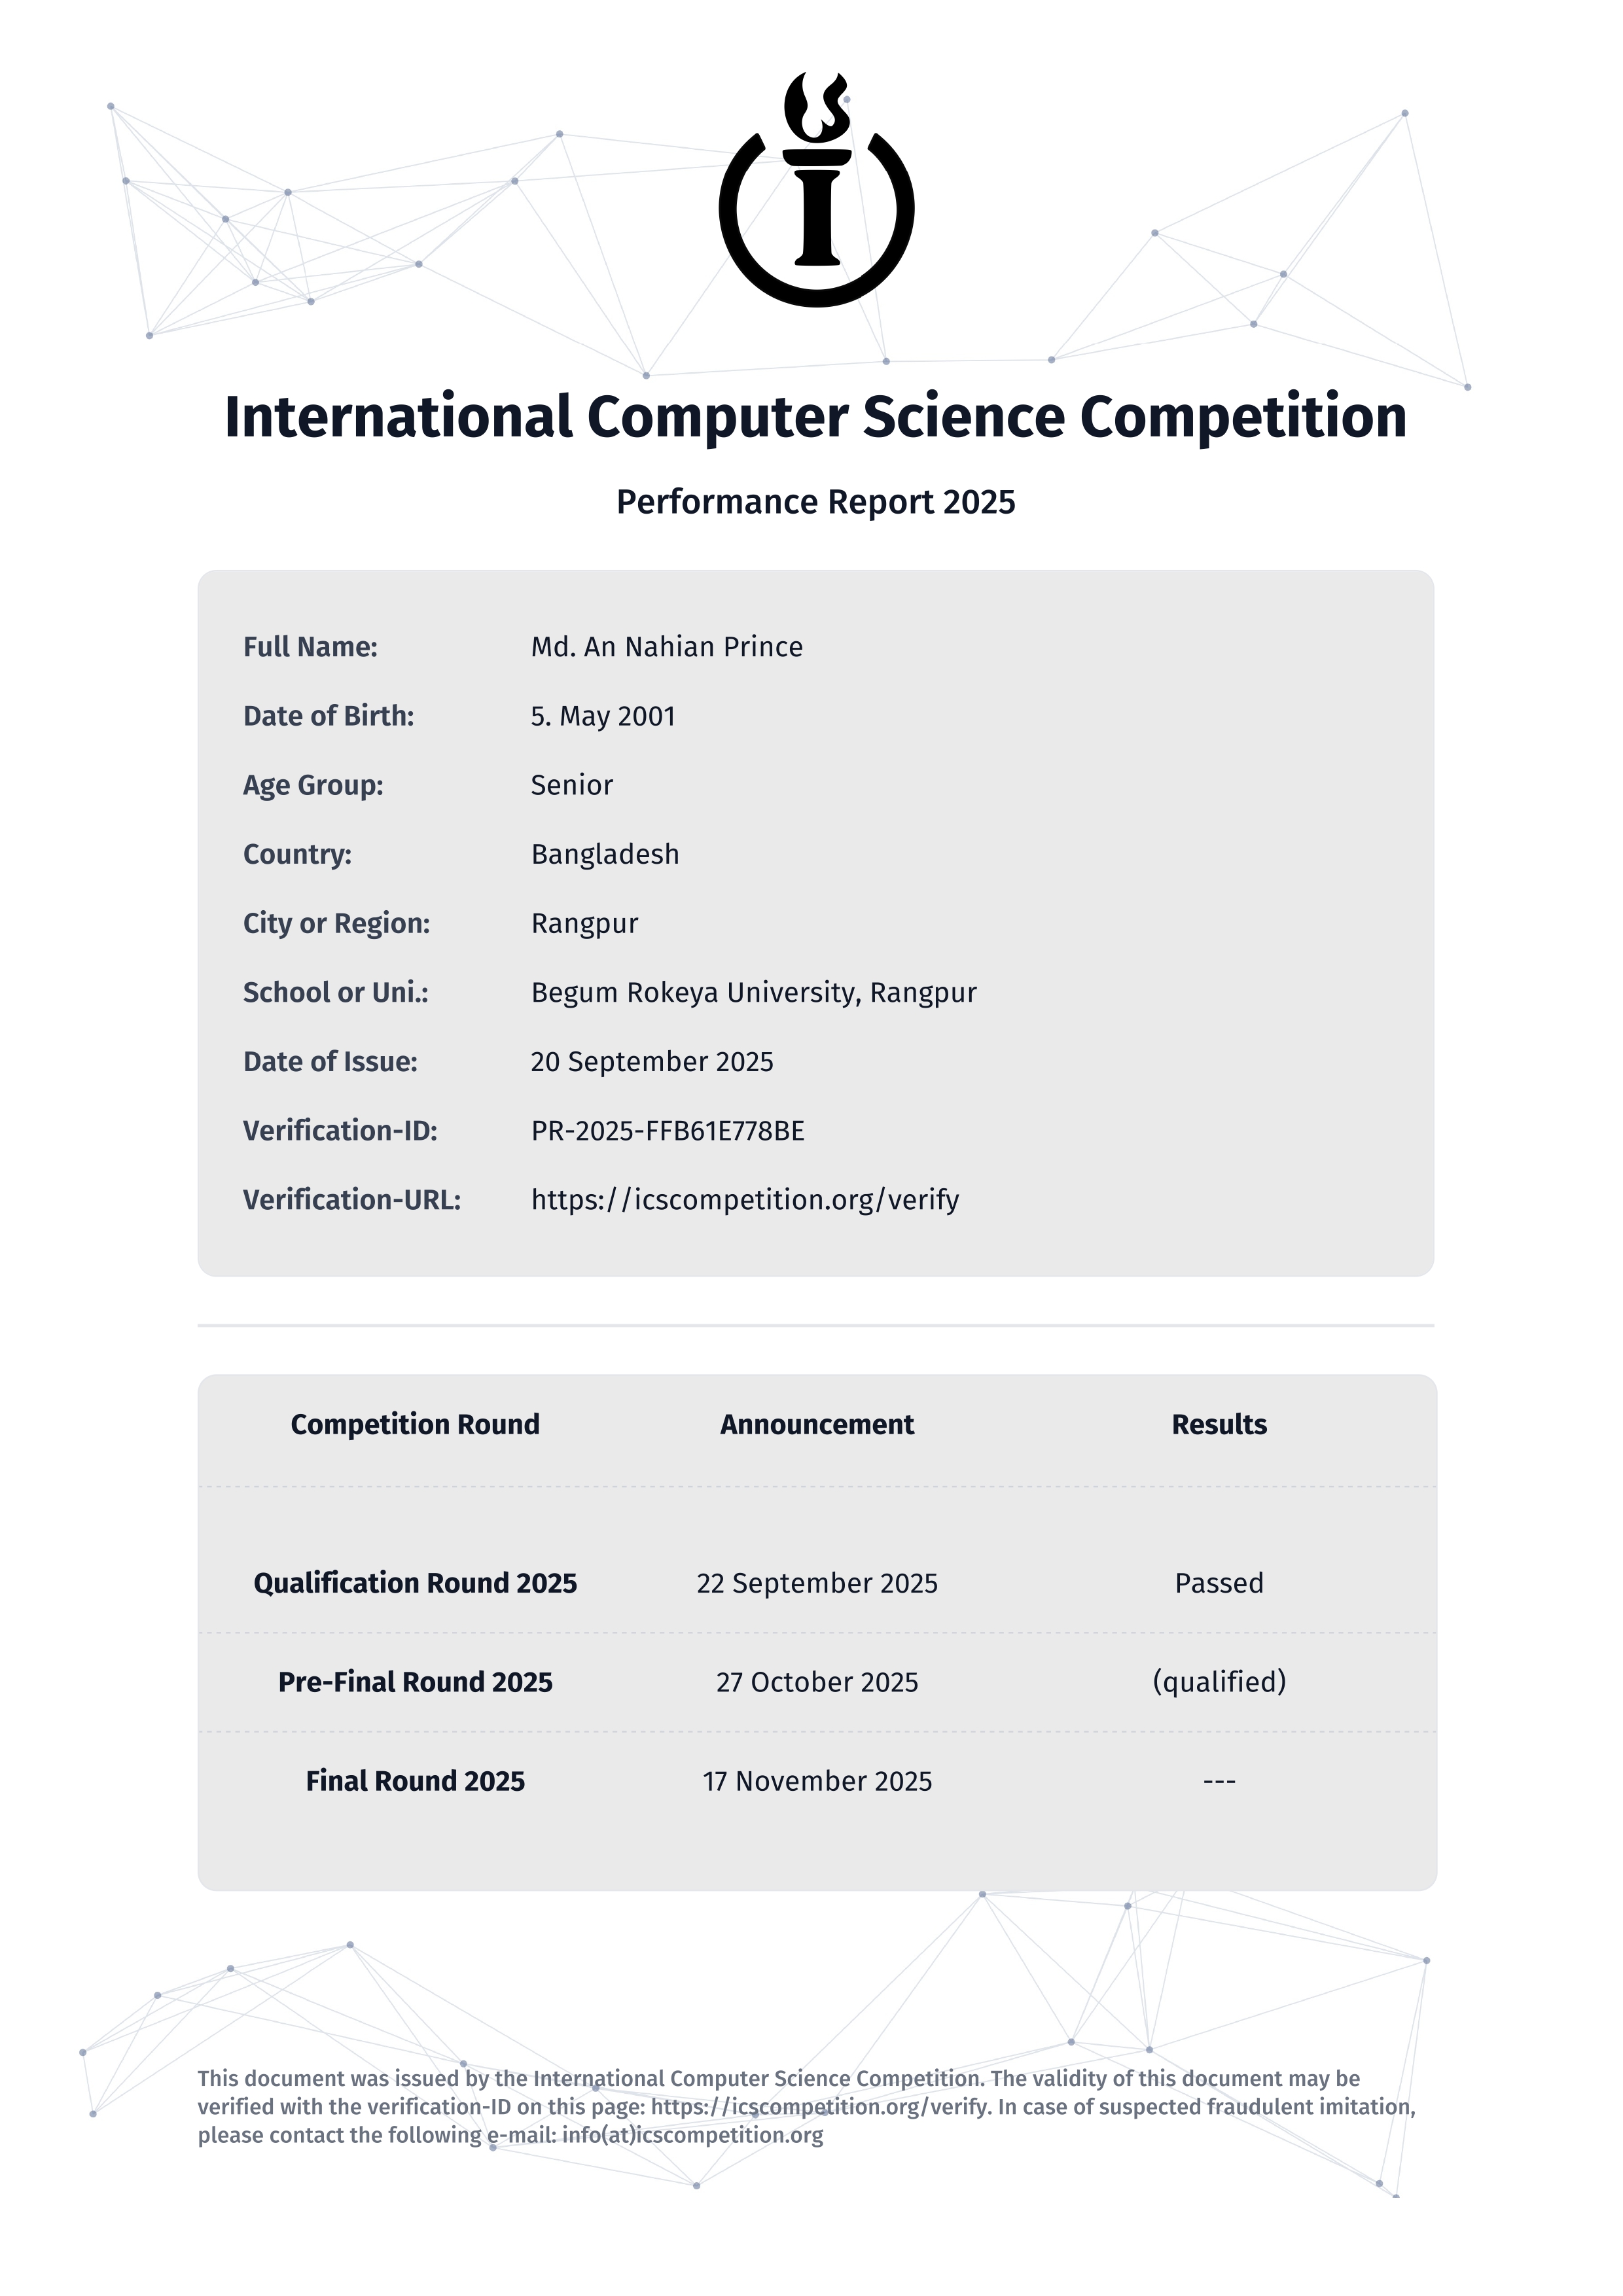 International Computer Science Competition
Performance Report 2025
Full Name: Md. An Nahian Prince
Date of Birth: 5. May 2001
Age Group: Senior
Country: Bangladesh
City or Region: Rangpur
School or Uni.: Begum Rokeya University, Rangpur
Date of Issue: 20 September 2025
Verification-ID: PR-2025-FFB61E778BE
Verification-URL: https://icscompetition.org/verify
Competition Round Announcement Results
Qualification Round 2025 22 September 2025 Passed
Pre-Final Round 2025 27 October 2025 (qualified)
Final Round 2025 17 November 2025 ---
This document was issued by the International Computer Science Competition. The validity of this document may be
verified with the verification-ID on this page: https://icscompetition.org/verify. In case of suspected fraudulent imitation,
please contact the following e-mail: info(at)icscompetition.org